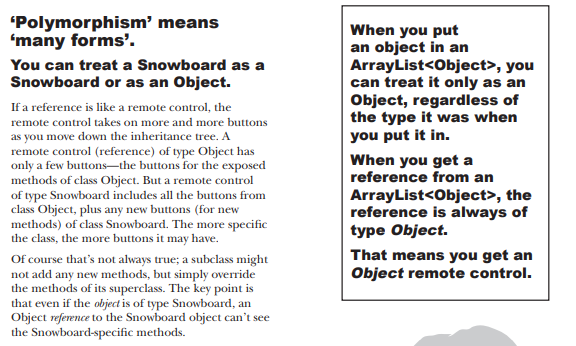 ‘Polymorphism’ means
‘many forms’.
You can treat a Snowboard as a
Snowboard or as an Object.
If a reference is like a remote control, the
remote control takes on more and more buttons
as you move down the inheritance tree. A
remote control (reference) of type Object has
only a few buttons—the buttons for the exposed
methods of class Object. But a remote control
of type Snowboard includes all the buttons from
class Object, plus any new buttons (for new
methods) of class Snowboard. The more specific
the class, the more buttons it may have.
Of course that’s not always true; a subclass might
not add any new methods, but simply override
the methods of its superclass. The key point is
that even if the object is of type Snowboard, an
Object reference to the Snowboard object can’t see
the Snowboard-specific methods.
When you put
an object in an
ArrayList<Object>, you
can treat it only as an
Object, regardless of
the type it was when
you put it in.
When you get a
reference from an
ArrayList<Object>, the
reference is always of
type Object.
That means you get an
Object remote control.